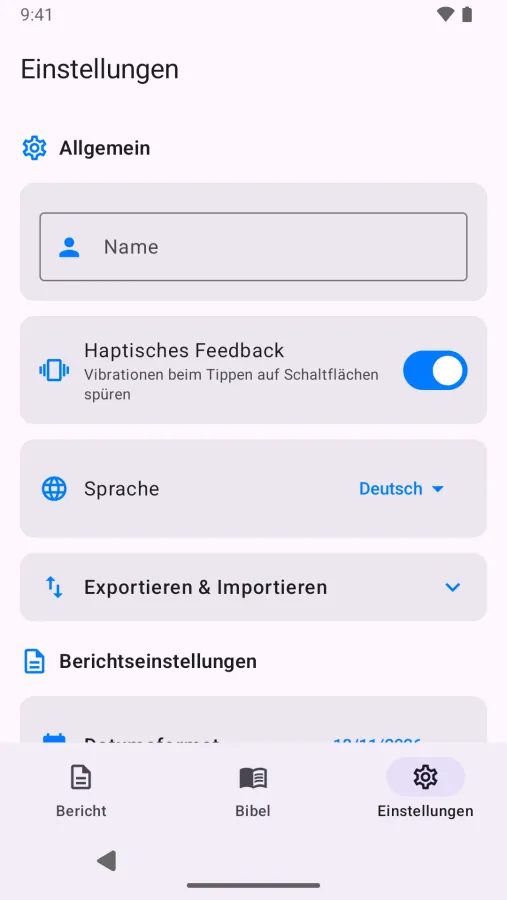 9:41
Einstellungen
Allgemein
Name
Haptisches Feedback
Vibrationen beim Tippen auf Schaltflächen
spüren
Sprache
Deutsch
Exportieren & Importieren
Berichtseinstellungen
Datumsformat
Bericht
Bibel
Einstellungen